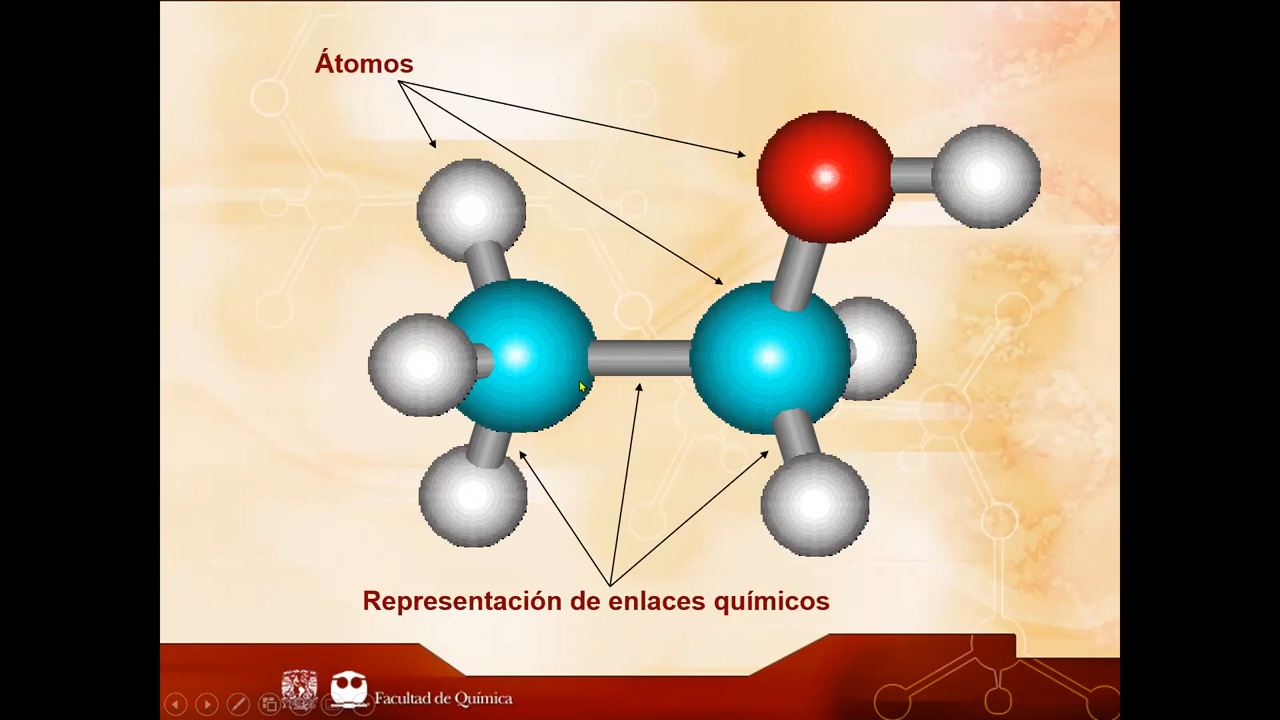 Átomos
Representación de enlaces químicos
Facultad de Química